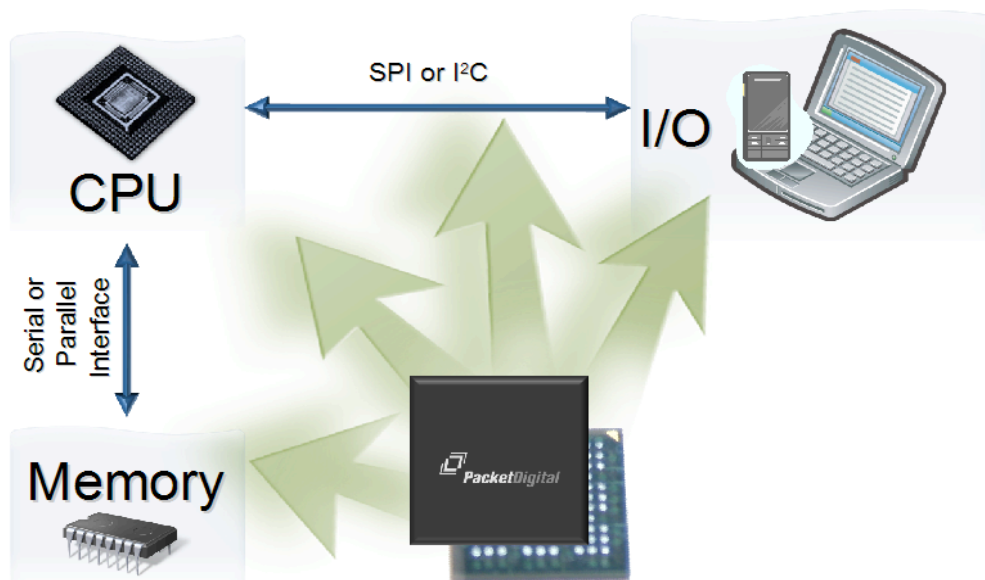 SPI or I²C
I/O
CPU
Serial or
Parallel
Interface
Memory
PacketDigital